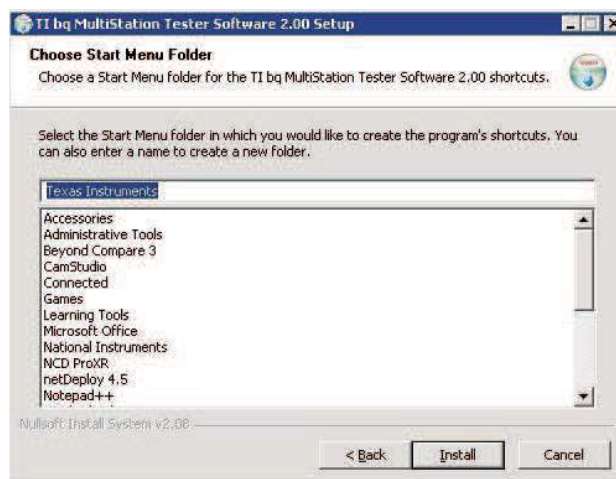 TI bq MultiStation Tester Software 2.00 Setup
Choose Start Menu Folder
Choose a Start Menu folder for the TI bq MultiStation Tester Software 2.00 shortcuts.
Select the Start Menu folder in which you would like to create the program's shortcuts. You
can also enter a name to create a new folder.
Texas Instruments
Accessories
Administrative Tools
Beyond Compare 3
CamStudio
Connected
Games
Learning Tools
Microsoft Office
National Instruments
NCD ProXR
netDeploy 4.5
Notepad++
Nullsoft Install System v2.08
< Back
Install
Cancel